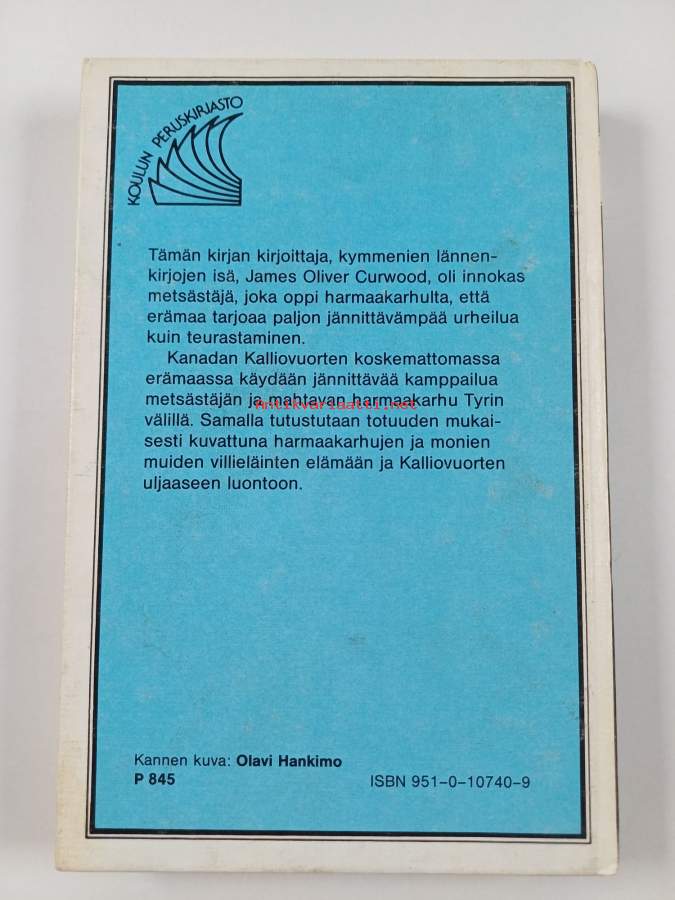 KOULUN PERUSKIRJASTO
Tämän kirjan kirjoittaja, kymmenien lännen-
kirjojen isä, James Oliver Curwood, oli innokas
metsästäjä, joka oppi harmaakarhulta, että
erämaa tarjoaa paljon jännittävämpää urheilua
kuin teurastaminen.
Kanadan Kalliovuorten koskemattomassa
erämaassa käydään jännittävää kamppailua
metsästäjän ja mahtavan harmaakarhu Tyrin
Antikvariaatti.net
välillä. Samalla tutustutaan totuuden mukai-
sesti kuvattuna harmaakarhujen ja monien
muiden villieläinten elämään ja Kalliovuorten
uljaaseen luontoon.
Kannen kuva: Olavi Hankimo
P 845
ISBN 951-0-10740-9